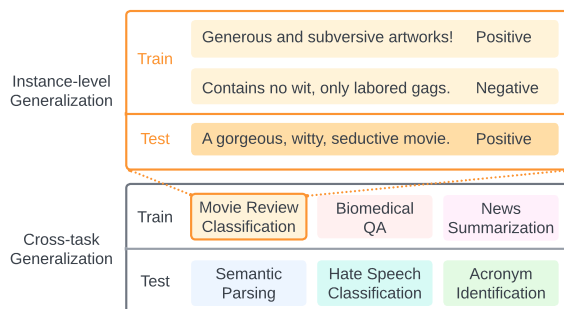 Generous and subversive artworks! Positive
Train
Contains no wit, only labored gags. Negative
Instance-level
Generalization
Test A gorgeous, witty, seductive movie. Positive
Train
Movie Review
Classification
Biomedical
QA
News
Summarization
Cross-task
Generalization
Test
Semantic
Parsing
Hate Speech
Classification
Acronym
Identification